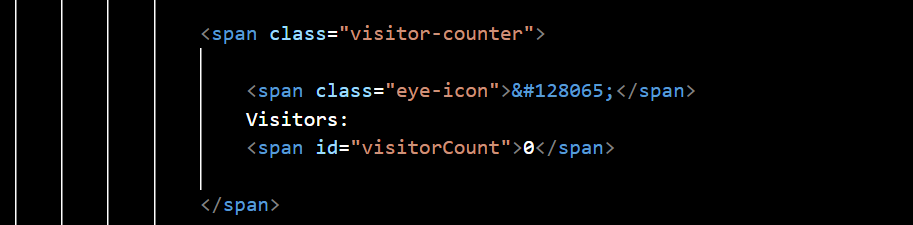 <span class="visitor-counter">
<span class="eye-icon">&#128065;</span>
Visitors:
<span id="visitorCount">0</span>
</span>